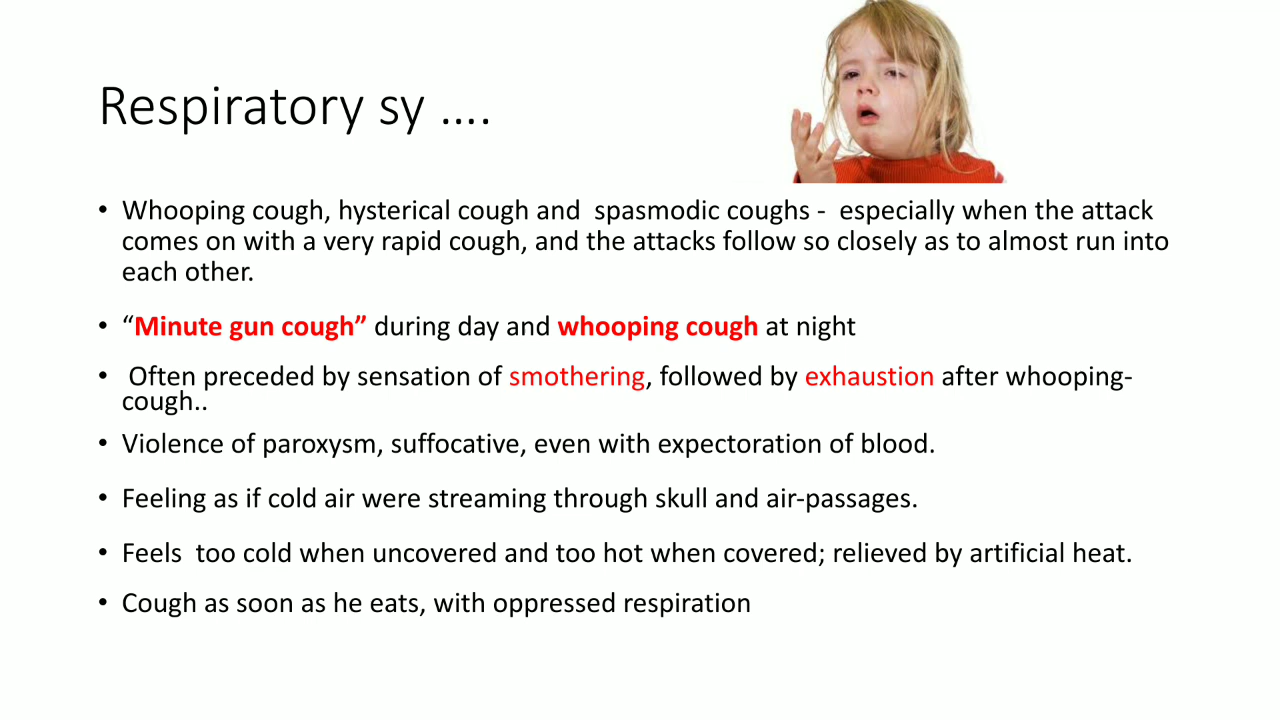 Respiratory sy ….
• Whooping cough, hysterical cough and  spasmodic coughs -  especially when the attack
comes on with a very rapid cough, and the attacks follow so closely as to almost run into
each other.
• “Minute gun cough” during day and whooping cough at night
•  Often preceded by sensation of smothering, followed by exhaustion after whooping-
cough..
• Violence of paroxysm, suffocative, even with expectoration of blood.
• Feeling as if cold air were streaming through skull and air-passages.
• Feels  too cold when uncovered and too hot when covered; relieved by artificial heat.
• Cough as soon as he eats, with oppressed respiration